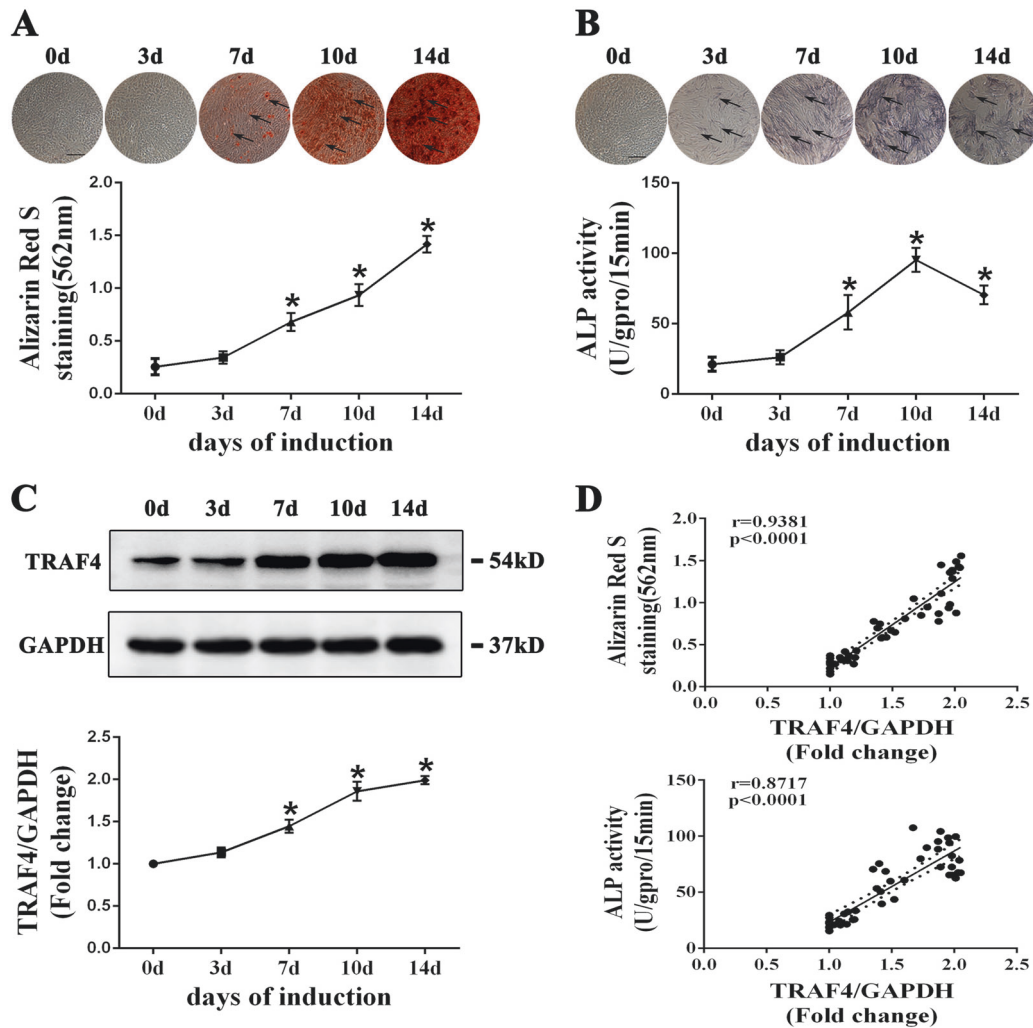 A
0d 3d 7d 10d 14d
Alizarin Red S
staining(562nm)
2.0
1.5
1.0
0.5
0.0
* * *
0d 3d 7d 10d 14d
days of induction
B
0d 3d 7d 10d 14d
ALP activity
(U/gpro/15min)
150
100
50
0
* * *
0d 3d 7d 10d 14d
days of induction
C
0d 3d 7d 10d 14d
TRAF4 - 54kD
GAPDH - 37kD
TRAF4/GAPDH
(Fold change)
2.5
2.0
1.5
1.0
0.5
0.0
* * *
0d 3d 7d 10d 14d
days of induction
D
Alizarin Red S
staining(562nm)
2.0
1.5
1.0
0.5
0.0
r=0.9381
p<0.0001
0.0 0.5 1.0 1.5 2.0 2.5
TRAF4/GAPDH
(Fold change)
ALP activity
(U/gpro/15min)
150
100
50
0
r=0.8717
p<0.0001
0.0 0.5 1.0 1.5 2.0 2.5
TRAF4/GAPDH
(Fold change)